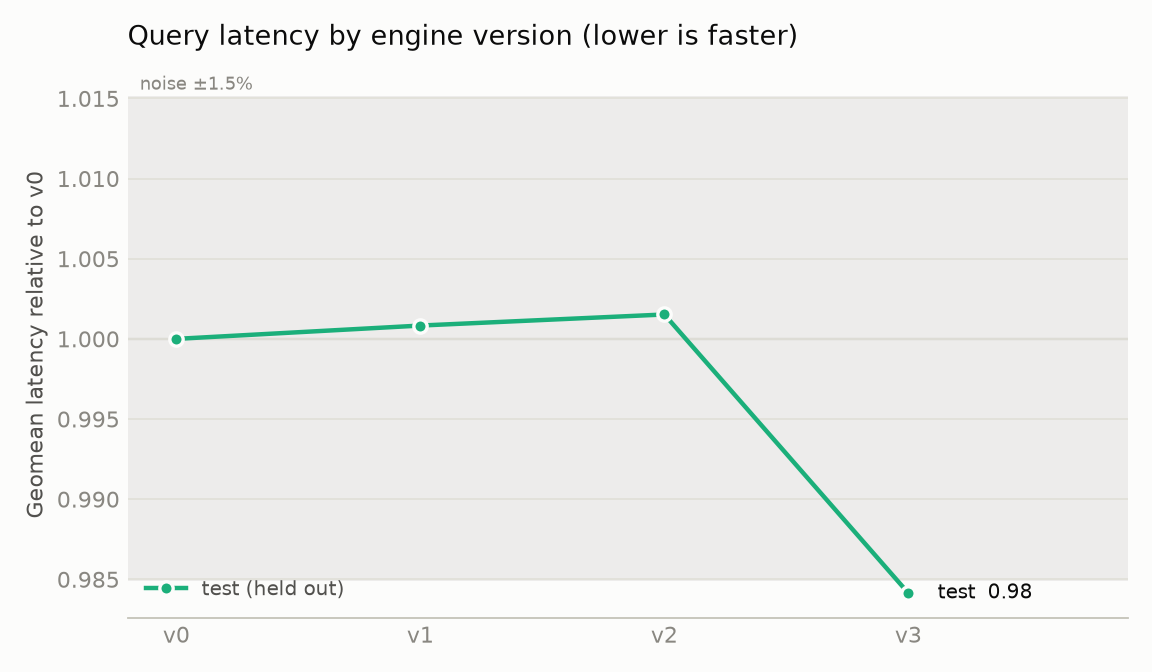 Query latency by engine version (lower is faster)
noise ±1.5%
1.015
1.010
1.005
1.000
0.995
0.990
0.985
Geomean latency relative to v0
test (held out)
test 0.98
v0 v1 v2 v3